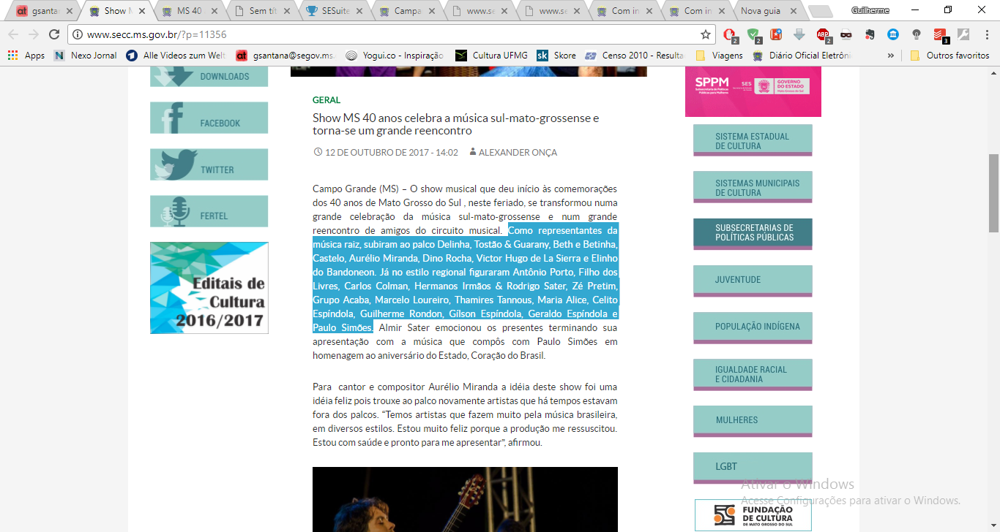 gsant
Show M
MS 40
Sem tít
SESuite
Campa
www.se
www.se
Com in
Com in
Nova guia
Guilherme
www.secc.ms.gov.br/?p=11356
2
2
2
3
Apps
Nexo Jornal
Alle Videos zum Welt
gsantana@segov.ms.
Yogui.co - Inspiração
Cultura UFMG
Skore
Censo 2010 - Resulta
Viagens
Diário Oficial Eletrôni
»
Outros favoritos
DOWNLOADS
FACEBOOK
TWITTER
FERTEL
Editais de
Cultura
2016/2017
GERAL
Show MS 40 anos celebra a música sul-mato-grossense e
torna-se um grande reencontro
12 DE OUTUBRO DE 2017 - 14:02 ALEXANDER ONÇA
Campo Grande (MS) – O show musical que deu início às comemorações
dos 40 anos de Mato Grosso do Sul , neste feriado, se transformou numa
grande celebração da música sul-mato-grossense e num grande
reencontro de amigos do circuito musical. Como representantes da
música raiz, subiram ao palco Delinha, Tostão & Guarany, Beth e Betinha,
Castelo, Aurélio Miranda, Dino Rocha, Victor Hugo de La Sierra e Elinho
do Bandoneon. Já no estilo regional figuraram Antônio Porto, Filho dos
Livres, Carlos Colman, Hermanos Irmãos & Rodrigo Sater, Zé Pretim,
Grupo Acaba, Marcelo Loureiro, Thamires Tannous, Maria Alice, Celito
Espíndola, Guilherme Rondon, Gílson Espíndola, Geraldo Espíndola e
Paulo Simões. Almir Sater emocionou os presentes terminando sua
apresentação com a música que compôs com Paulo Simões em
homenagem ao aniversário do Estado, Coração do Brasil.
Para cantor e compositor Aurélio Miranda a idéia deste show foi uma
idéia feliz pois trouxe ao palco novamente artistas que há tempos estavam
fora dos palcos. “Temos artistas que fazem muito pela música brasileira,
em diversos estilos. Estou muito feliz porque a produção me ressuscitou.
Estou com saúde e pronto para me apresentar”, afirmou.
SPPM
Subsecretaria de Políticas
Públicas para Mulheres
SES
GOVERNO
DO ESTADO
Mato Grosso do Sul
SISTEMA ESTADUAL
DE CULTURA
SISTEMAS MUNICIPAIS
DE CULTURA
SUBSECRETARIAS DE
POLÍTICAS PÚBLICAS
JUVENTUDE
POPULAÇÃO INDÍGENA
IGUALDADE RACIAL
E CIDADANIA
MULHERES
LGBT
Ativar o Windows
Acesse Configurações para ativar o Windows.
FUNDAÇÃO
DE CULTURA
DE MATO GROSSO DO SUL